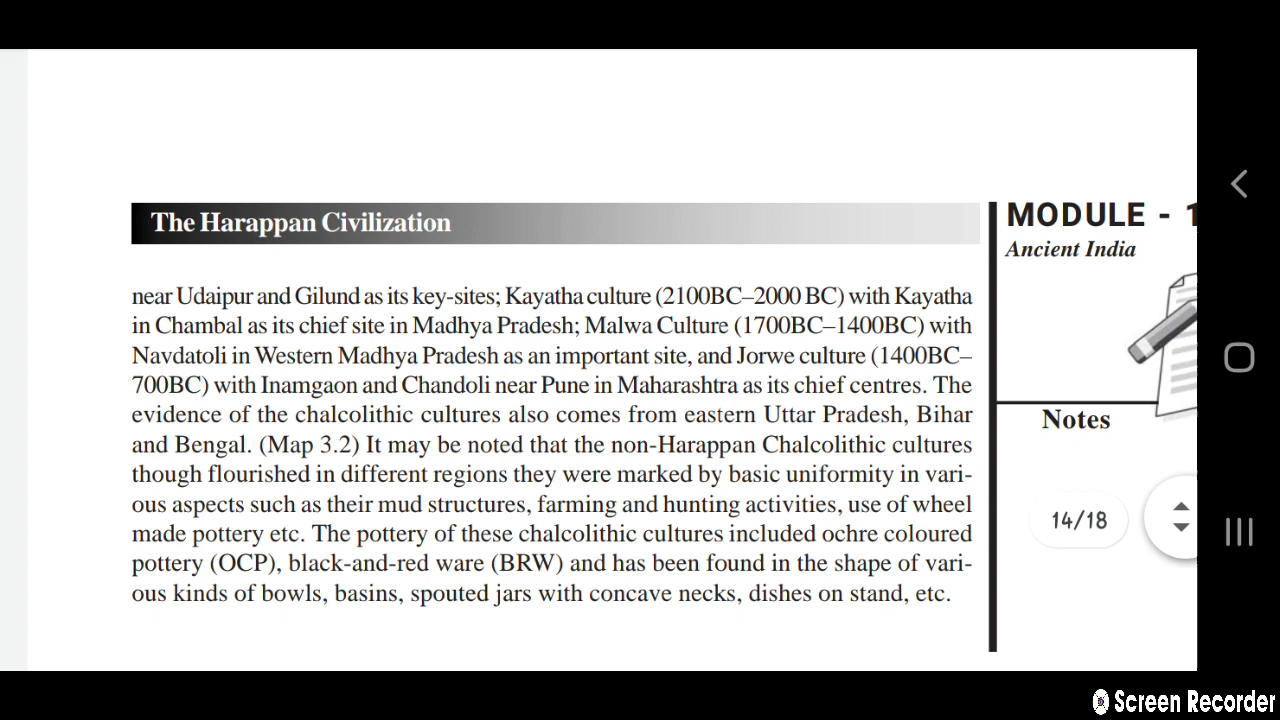 The Harappan Civilization
near Udaipur and Gilund as its key-sites; Kayatha culture (2100BC–2000 BC) with Kayatha
in Chambal as its chief site in Madhya Pradesh; Malwa Culture (1700BC–1400BC) with
Navdatoli in Western Madhya Pradesh as an important site, and Jorwe culture (1400BC–
700BC) with Inamgaon and Chandoli near Pune in Maharashtra as its chief centres. The
evidence of the chalcolithic cultures also comes from eastern Uttar Pradesh, Bihar
and Bengal. (Map 3.2) It may be noted that the non-Harappan Chalcolithic cultures
though flourished in different regions they were marked by basic uniformity in vari-
ous aspects such as their mud structures, farming and hunting activities, use of wheel
made pottery etc. The pottery of these chalcolithic cultures included ochre coloured
pottery (OCP), black-and-red ware (BRW) and has been found in the shape of vari-
ous kinds of bowls, basins, spouted jars with concave necks, dishes on stand, etc.
MODULE - 1
Ancient India
Notes
14/18
Screen Recorder